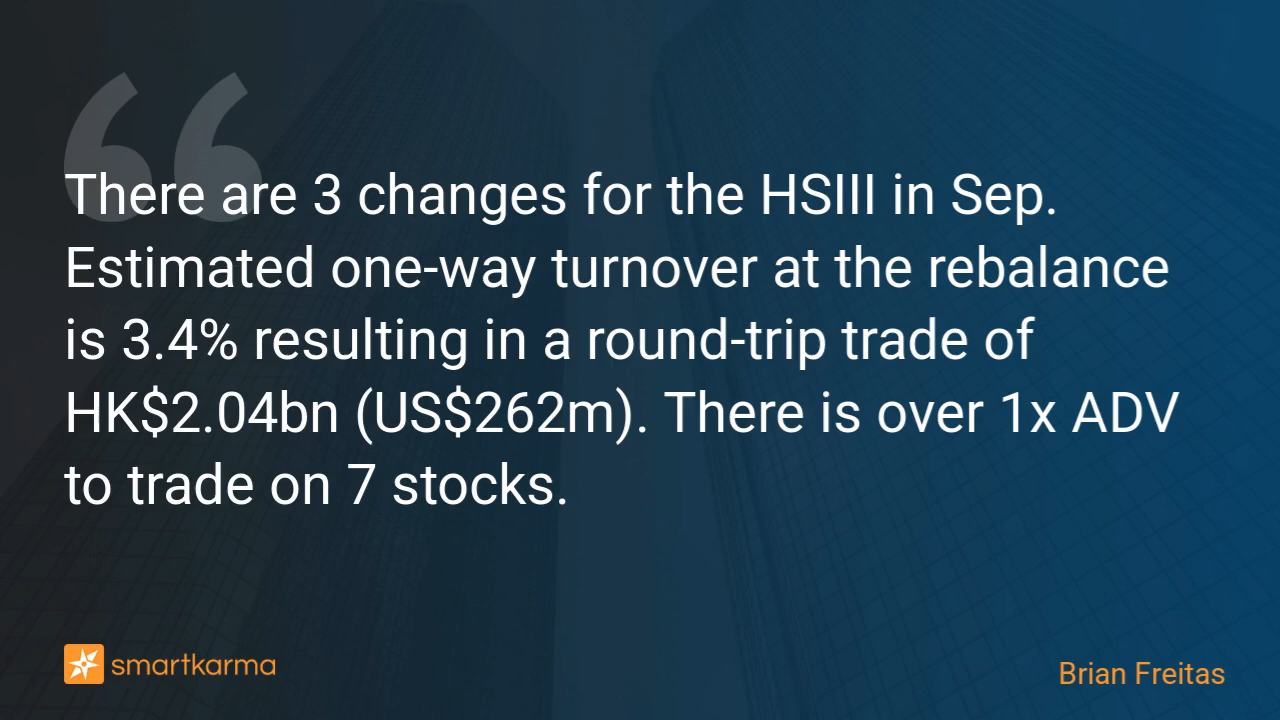 There are 3 changes for the HSIII in Sep.
Estimated one-way turnover at the rebalance
is 3.4% resulting in a round-trip trade of
HK$2.04bn (US$262m). There is over 1x ADV
to trade on 7 stocks.
smartkarma
Brian Freitas